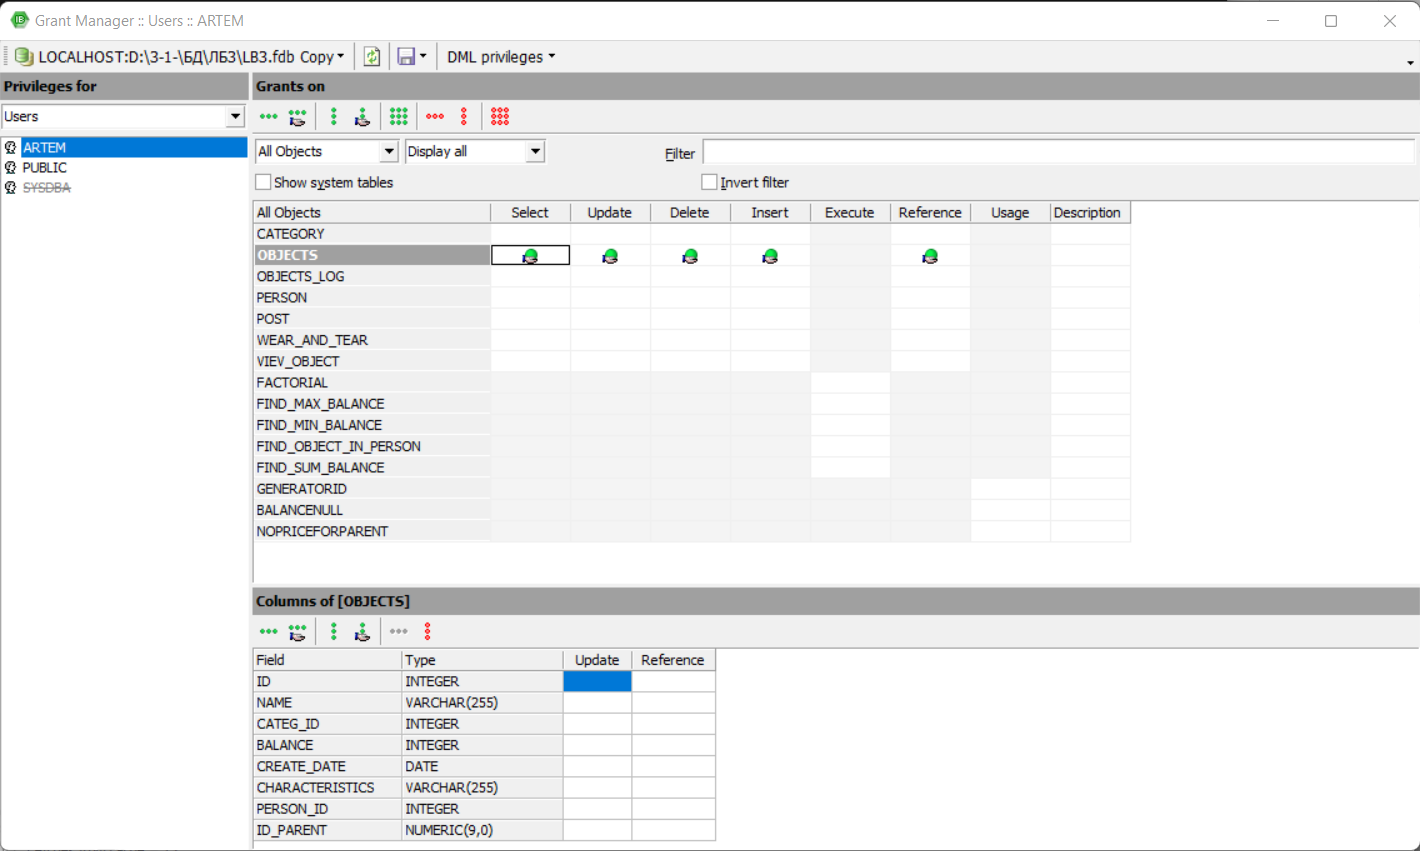 Grant Manager :: Users :: ARTEM
LOCALHOST:D:\3-1-\БД\ЛБ3\LB3.fdb Copy
DML privileges
Privileges for
Grants on
Users
ARTEM
PUBLIC
SYSDBA
All Objects
Display all
Filter
Show system tables
Invert filter
All Objects Select Update Delete Insert Execute Reference Usage Description
CATEGORY
OBJECTS
OBJECTS_LOG
PERSON
POST
WEAR_AND_TEAR
VIEV_OBJECT
FACTORIAL
FIND_MAX_BALANCE
FIND_MIN_BALANCE
FIND_OBJECT_IN_PERSON
FIND_SUM_BALANCE
GENERATORID
BALANCENULL
NOPRICEFORPARENT
Columns of [OBJECTS]
Field Type Update Reference
ID INTEGER
NAME VARCHAR(255)
CATEG_ID INTEGER
BALANCE INTEGER
CREATE_DATE DATE
CHARACTERISTICS VARCHAR(255)
PERSON_ID INTEGER
ID_PARENT NUMERIC(9,0)